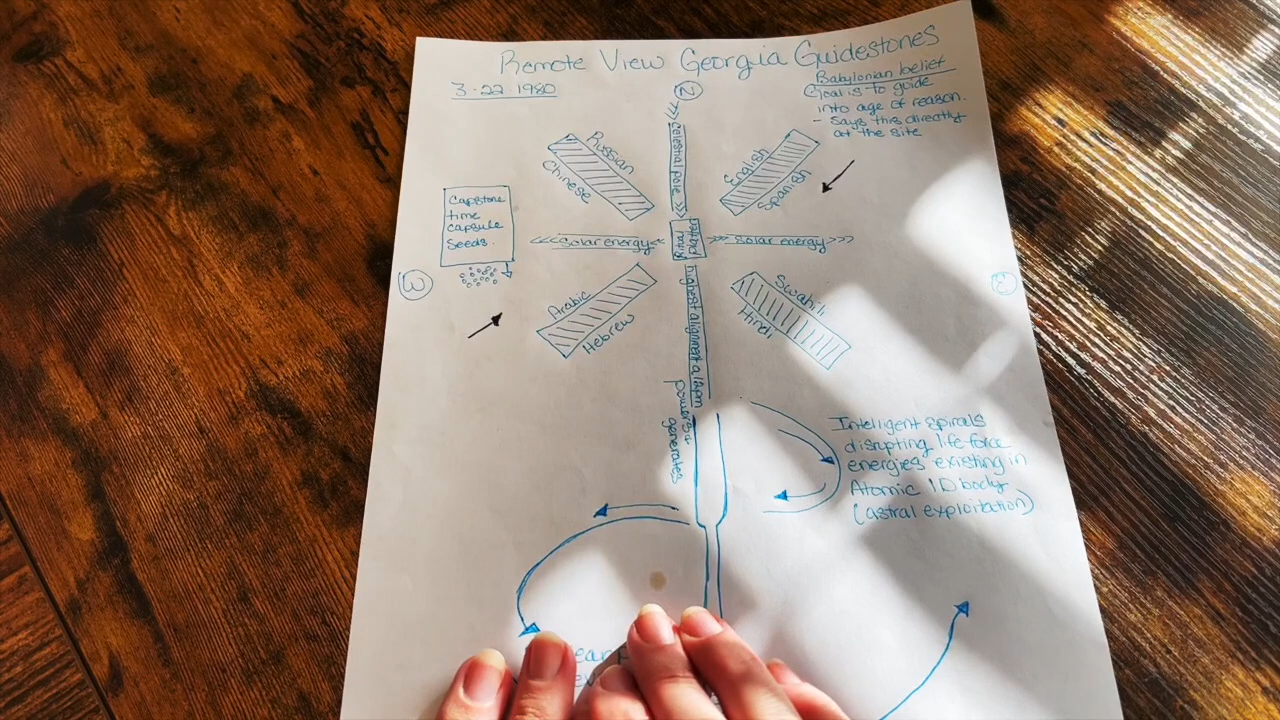 Remote View Georgia Guidestones
3.22 1980
Babylonian belief
Goal is to guide
into age of reason.
- Says this directly
at the site
N
celestial pole
Russian
Chinese
English
Spanish
Capstone
time
capsule
seeds.
Solar energy
Solar energy
W
E
Arabic
Hebrew
Swahili
Hindi
highest alignment
powers a
generates
Intelligent spirals
disrupting life force
energies existing in
Atomic 1D body
(astral exploitation)